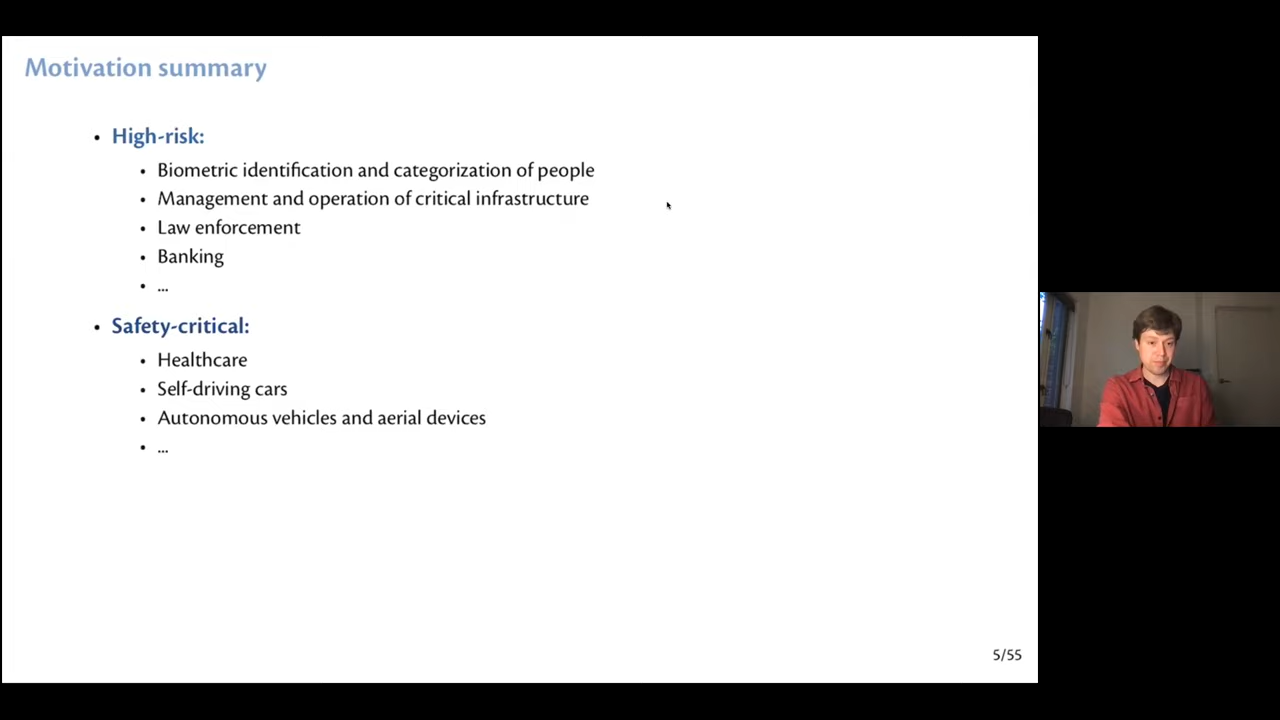 Motivation summary
• High-risk:
• Biometric identification and categorization of people
• Management and operation of critical infrastructure
• Law enforcement
• Banking
• ...
• Safety-critical:
• Healthcare
• Self-driving cars
• Autonomous vehicles and aerial devices
• ...
5/55